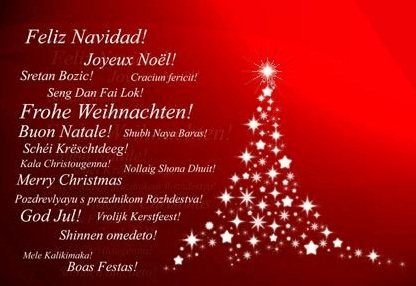 Feliz Navidad!
Joyeux Noël!
Sretan Bozic!
Craciun fericit!
Seng Dan Fai Lok!
Frohe Weihnachten!
Buon Natale!
Shubh Naya Baras!
Schéi Krëschtdeeg!
Kala Christougenna!
Nollaig Shona Dhuit!
Merry Christmas
Pozdrevlyayu s prazdnikom Rozhdestva!
God Jul!
Vrolijk Kerstfeest!
Shinnen omedeto!
Mele Kalikimaka!
Boas Festas!